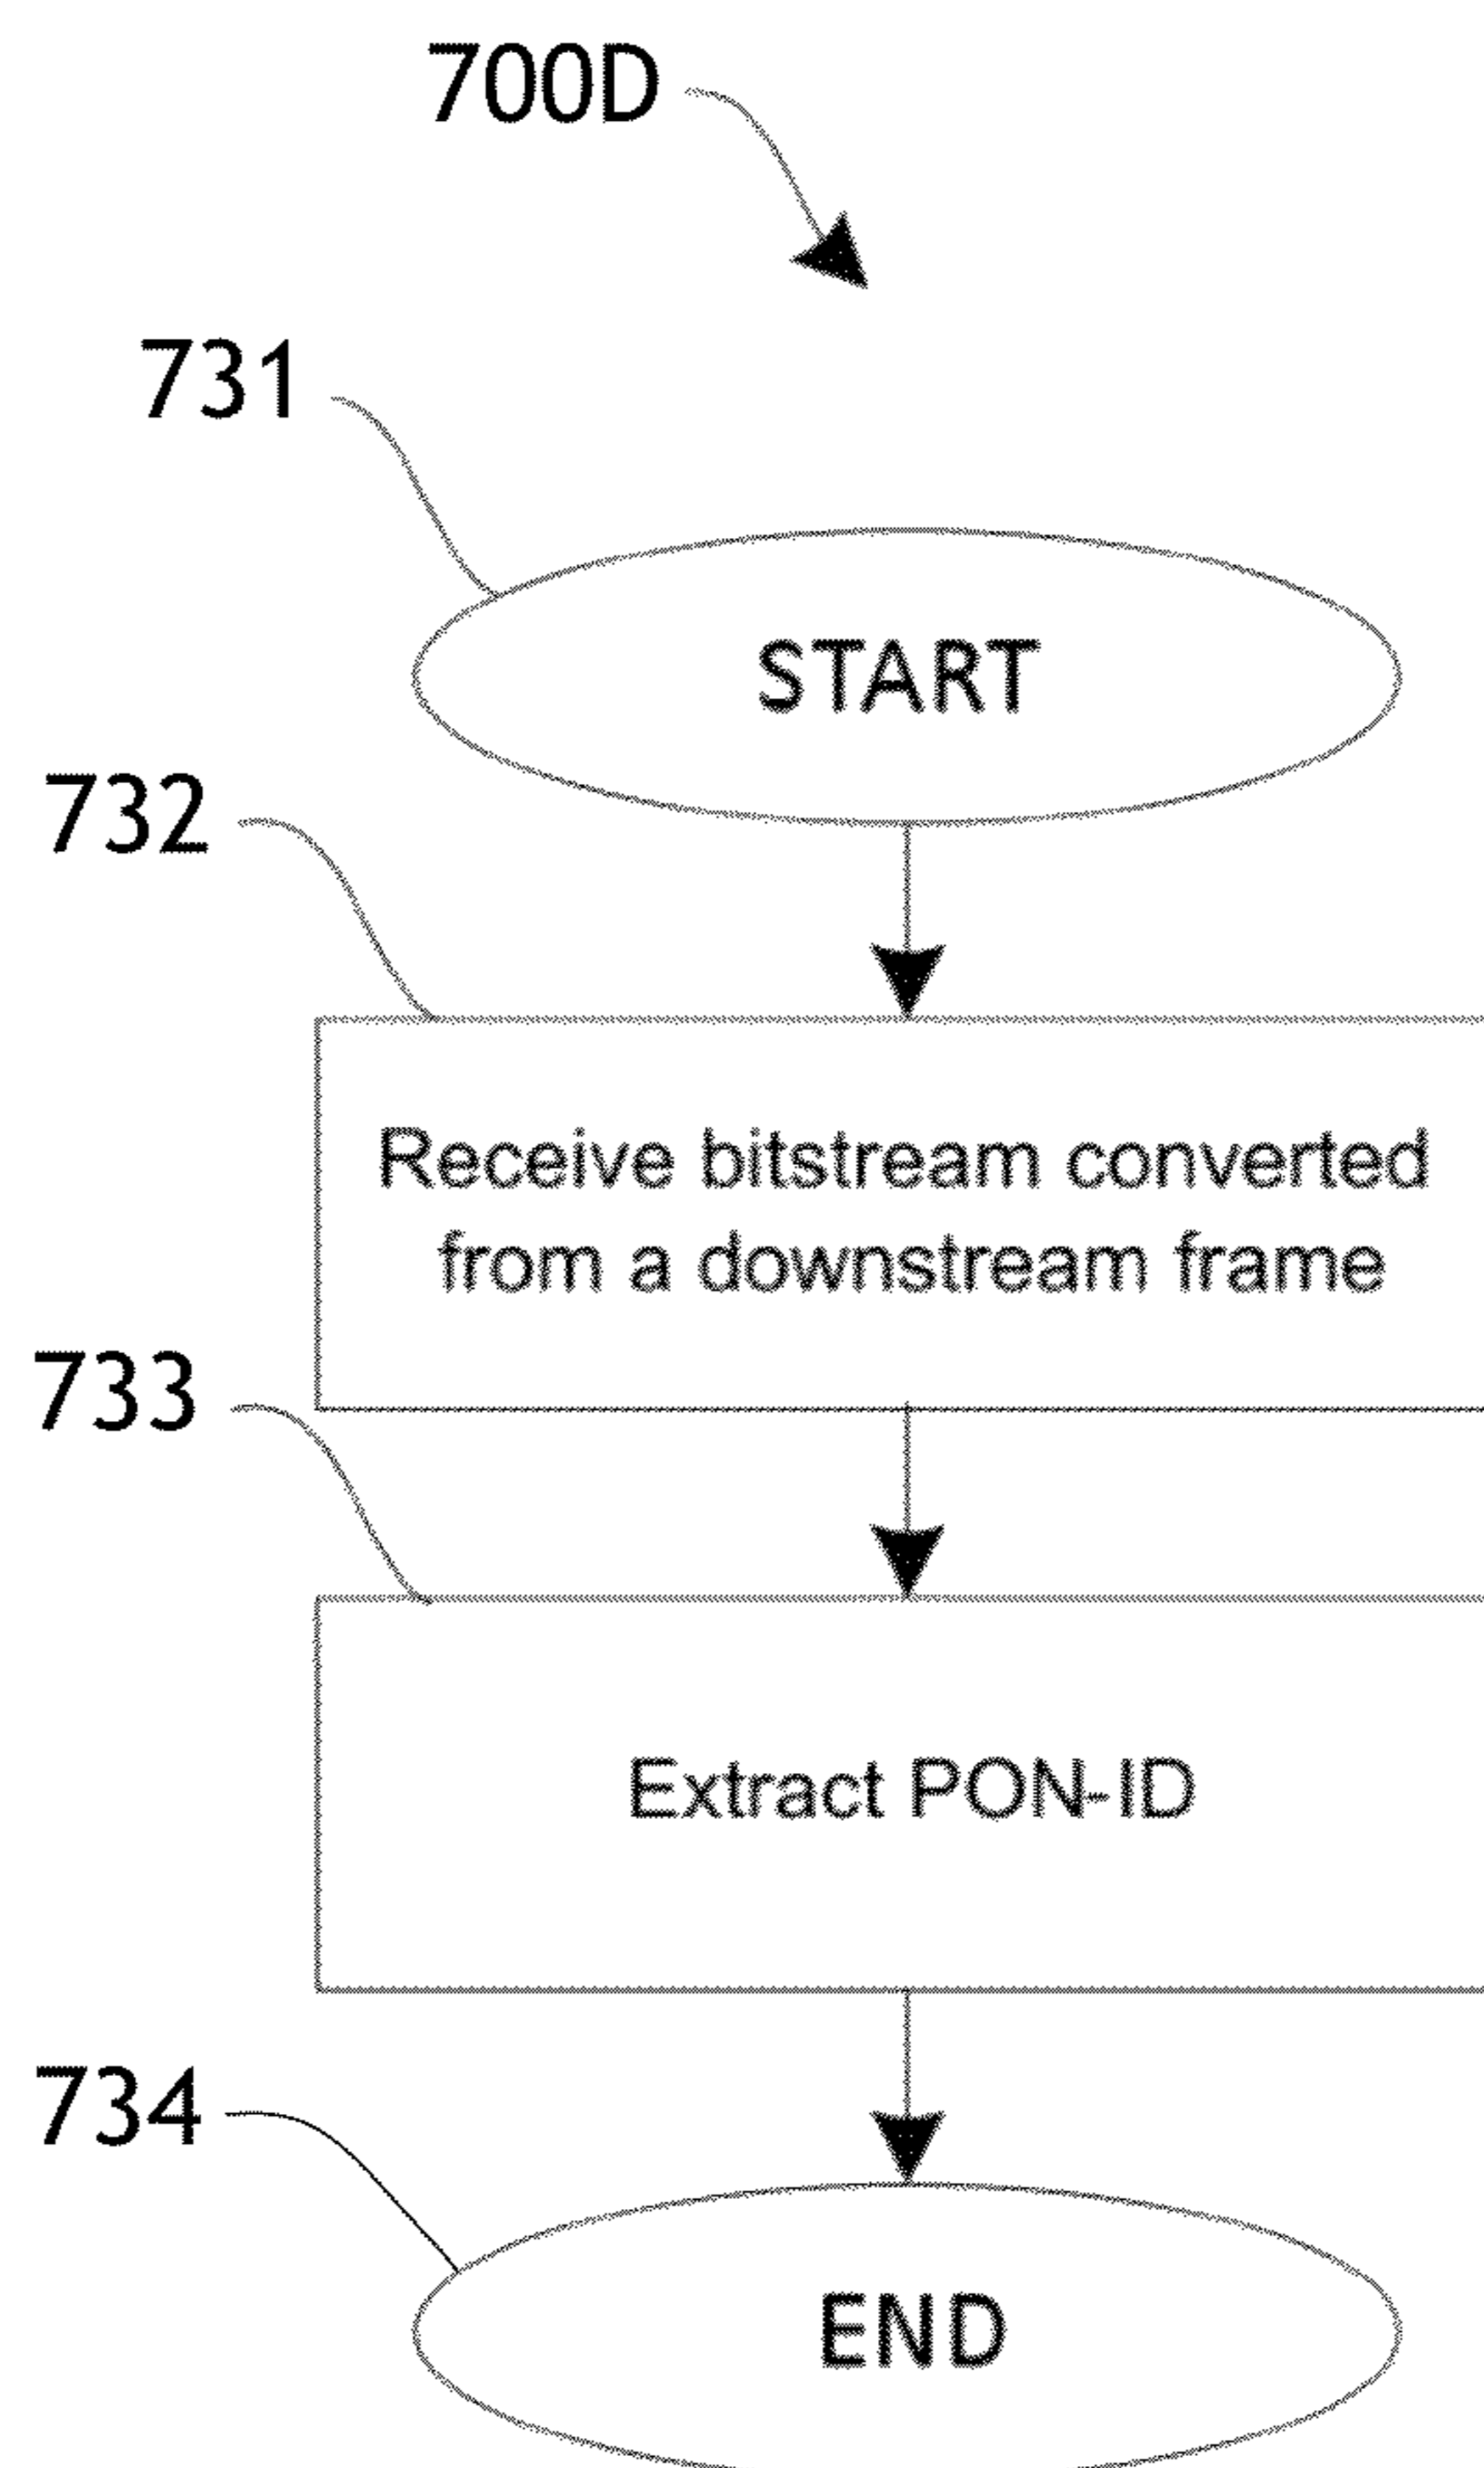 700D
731
START
732
Receive bitstream converted
from a downstream frame
733
Extract PON-ID
734
END